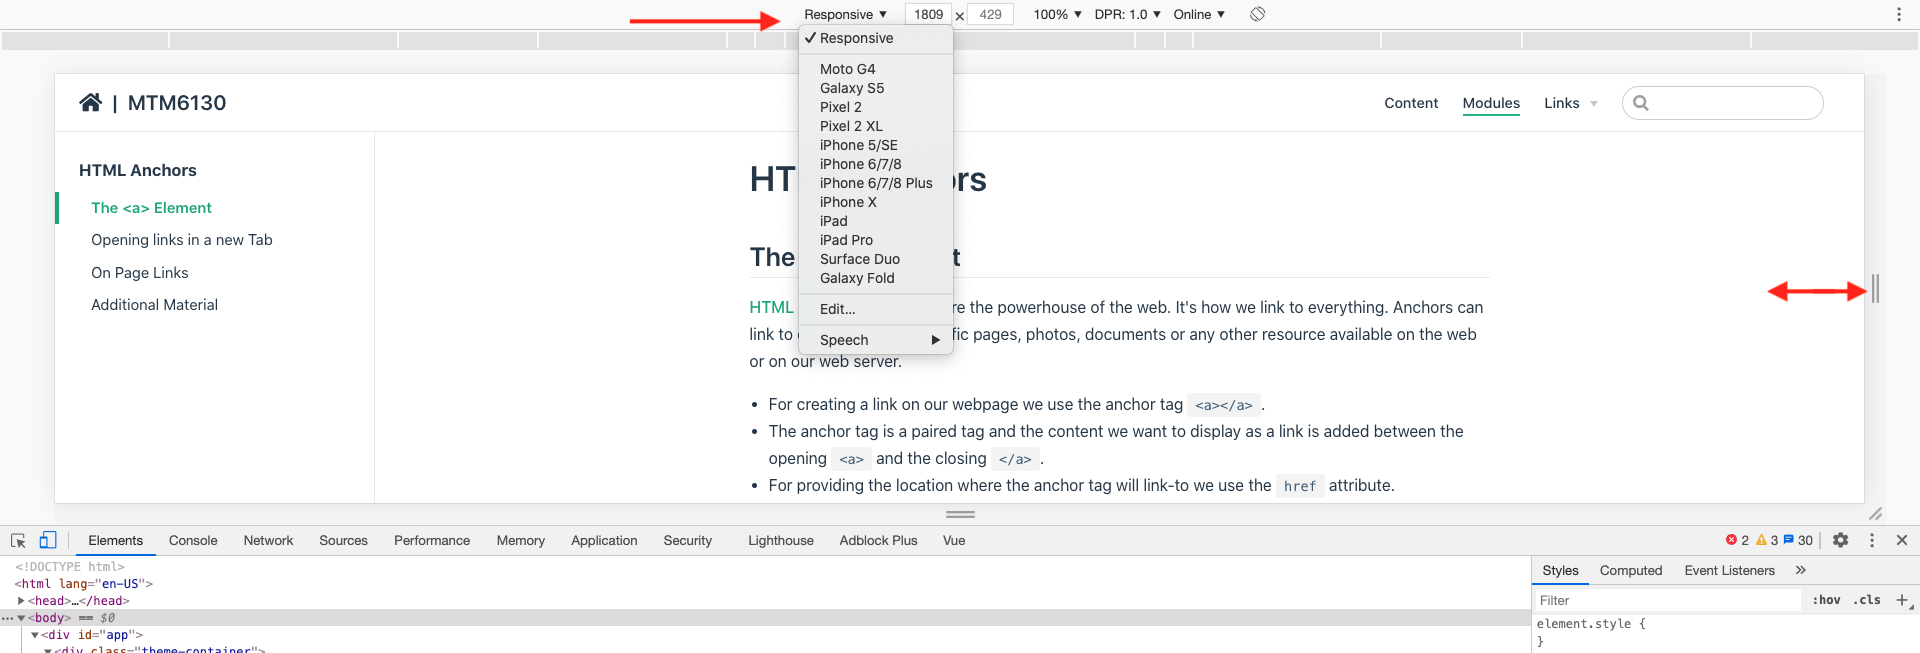 Responsive ▼ 1809 × 429 100% ▼ DPR: 1.0 ▼ Online ▼
✓ Responsive
Moto G4
Galaxy S5
Pixel 2
Pixel 2 XL
iPhone 5/SE
iPhone 6/7/8
iPhone 6/7/8 Plus
iPhone X
iPad
iPad Pro
Surface Duo
Galaxy Fold
Edit...
Speech ▶
| MTM6130
Content Modules Links
HTML Anchors
The <a> Element
Opening links in a new Tab
On Page Links
Additional Material
HT rs
The t
HTML re the powerhouse of the web. It's how we link to everything. Anchors can
link to fic pages, photos, documents or any other resource available on the web
or on our web server.
• For creating a link on our webpage we use the anchor tag <a></a> .
• The anchor tag is a paired tag and the content we want to display as a link is added between the
opening <a> and the closing </a> .
• For providing the location where the anchor tag will link-to we use the href attribute.
Elements Console Network Sources Performance Memory Application Security Lighthouse Adblock Plus Vue 2 3 30
<!DOCTYPE html>
<html lang="en-US">
▶<head>…</head>
⋯▼<body> == $0
▼<div id="app">
▼<div class="theme-container">
Styles Computed Event Listeners »
Filter :hov .cls +
element.style {
}